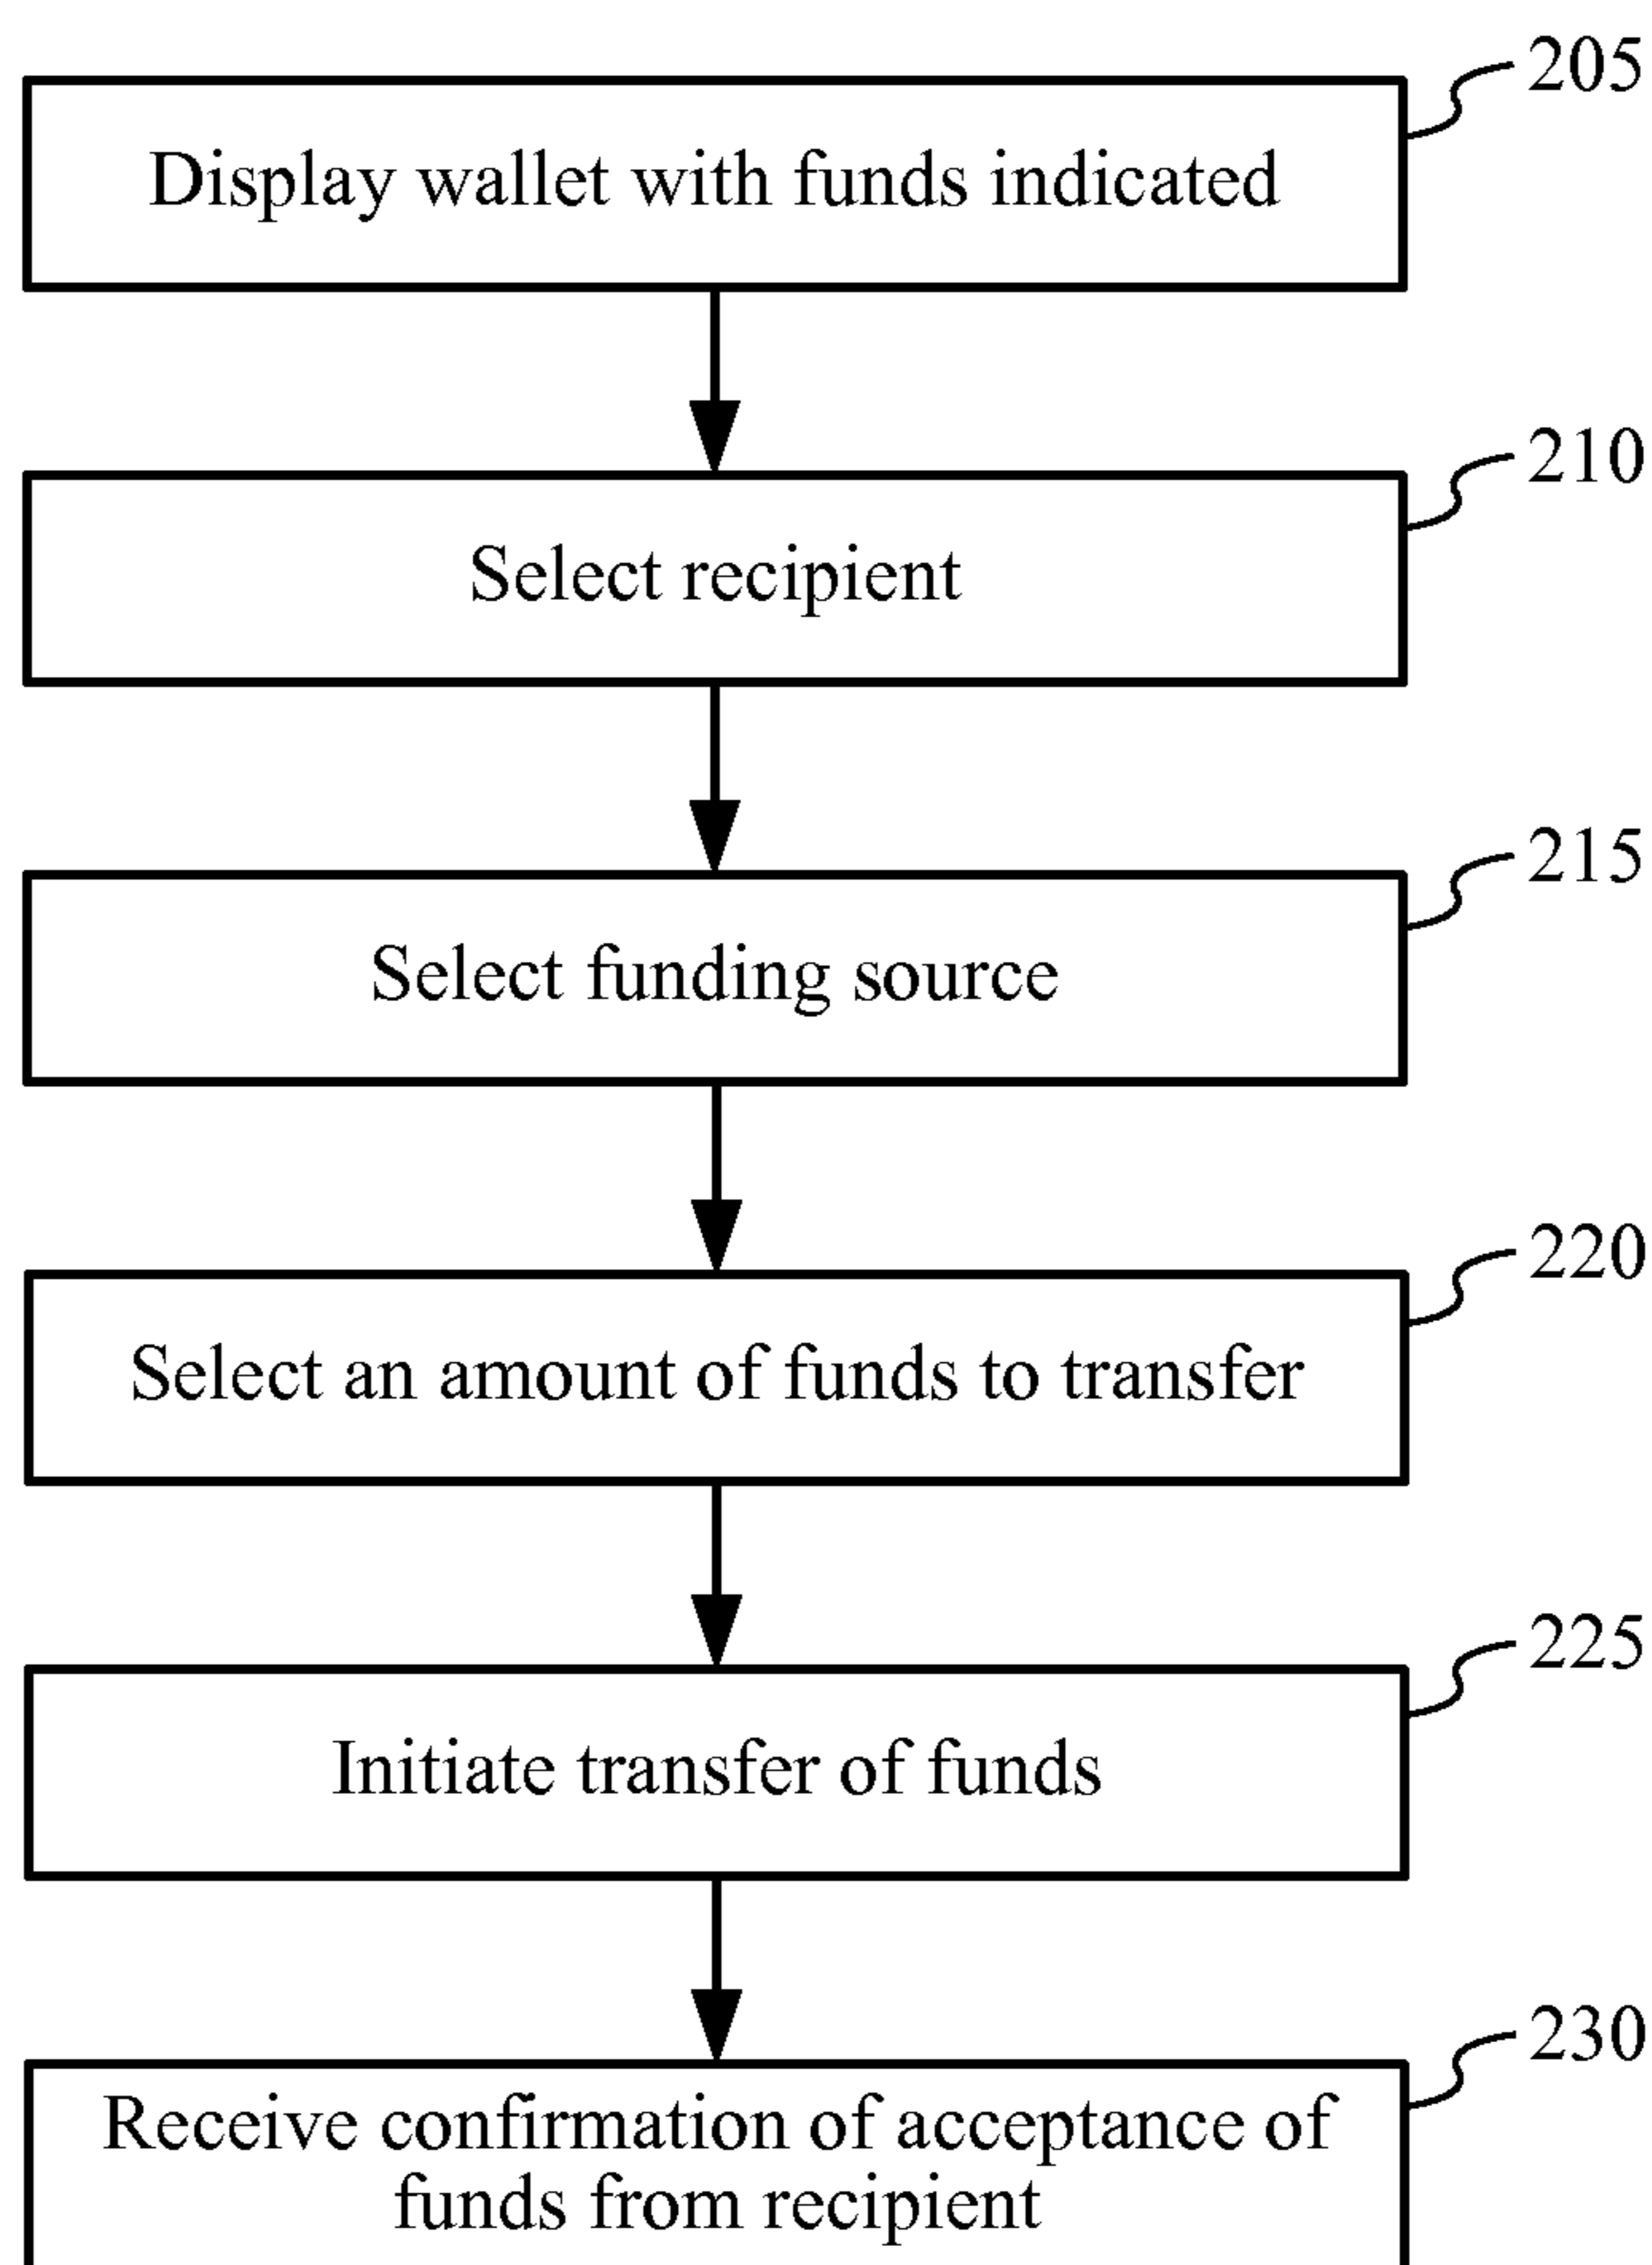 205
Display wallet with funds indicated
210
Select recipient
215
Select funding source
220
Select an amount of funds to transfer
225
Initiate transfer of funds
230
Receive confirmation of acceptance of
funds from recipient